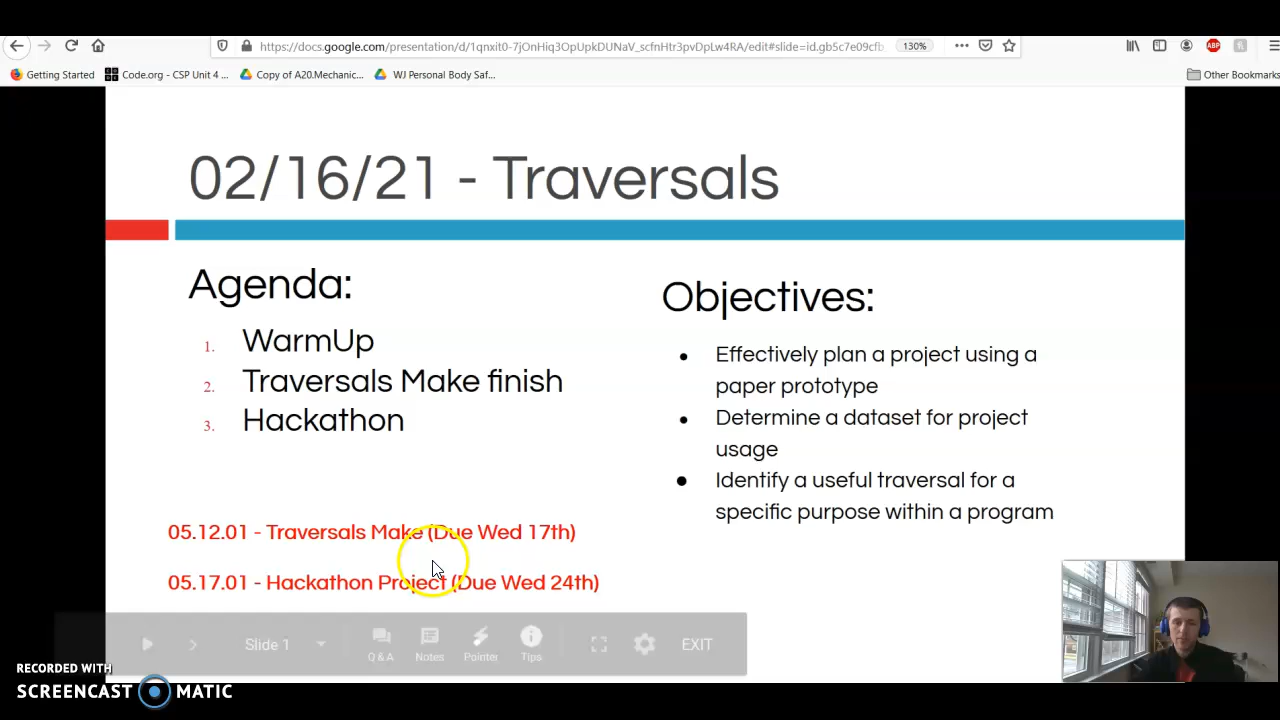 https://docs.google.com/presentation/d/1qnxit0-7jOnHiq3OpUpkDUNaV_scfnHtr3pvDpLw4RA/edit#slide=id.gb5c7e09cfb
130%
ABP
Getting Started
Code.org - CSP Unit 4 ...
Copy of A20.Mechanic...
WJ Personal Body Saf...
Other Bookmarks
02/16/21 - Traversals
Agenda:
1. WarmUp
2. Traversals Make finish
3. Hackathon
05.12.01 - Traversals Make (Due Wed 17th)
05.17.01 - Hackathon Project (Due Wed 24th)
Objectives:
● Effectively plan a project using a
paper prototype
● Determine a dataset for project
usage
● Identify a useful traversal for a
specific purpose within a program
Slide 1
Q & A
Notes
Pointer
Tips
EXIT
RECORDED WITH
SCREENCAST MATIC